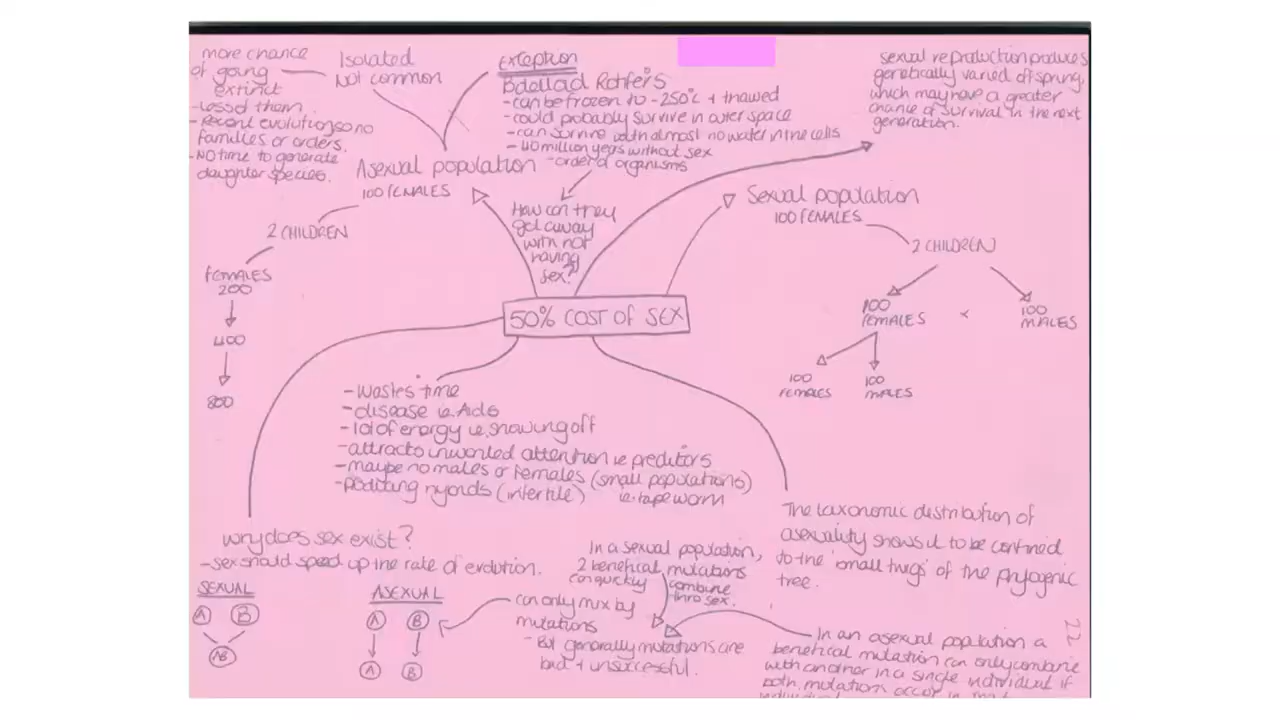 more chance
of going
extinct
- Loss of them.
- Recent evolution, so no
families or orders.
- NO time to generate
daughter species.
Isolated
Not common
Exception
Bdelloid Rotifers
- can be frozen to -250°C + thawed
- could probably survive in outer space
- can survive with almost no water in the cells
- 40 million years without sex
- order of organisms
How can they
get away
with not
having
sex?
sexual reproduction produces
genetically varied offspring,
which may have a greater
chance of survival in the next
generation.
Asexual population
100 FEMALES
2 CHILDREN
FEMALES
200
400
800
Sexual population
100 FEMALES
2 CHILDREN
100
FEMALES
x
100
MALES
100
FEMALES
100
MALES
50% COST OF SEX
- Wastes time
- disease i.e. Aids
- lot of energy i.e. showing off
- attracts unwanted attention i.e preditors
- maybe no males or females (small populations)
i.e. tape worm
- hybrids (infertile)
why does sex exist?
- sex should speed up the rate of evolution.
SEXUAL
A B
AB
ASEXUAL
A B
A B
can only mix by
mutations
- But generally mutations are
bad + unsuccessful.
In a sexual population,
2 benefical mutations
can quickly combine
thro sex.
The taxonomic distribution of
asexuality shows it to be confined
to the 'small twigs' of the phylogenic
tree.
In an asexual population a
benefical mutation can only combine
with another in a single individual if
both mutations occur in that
22